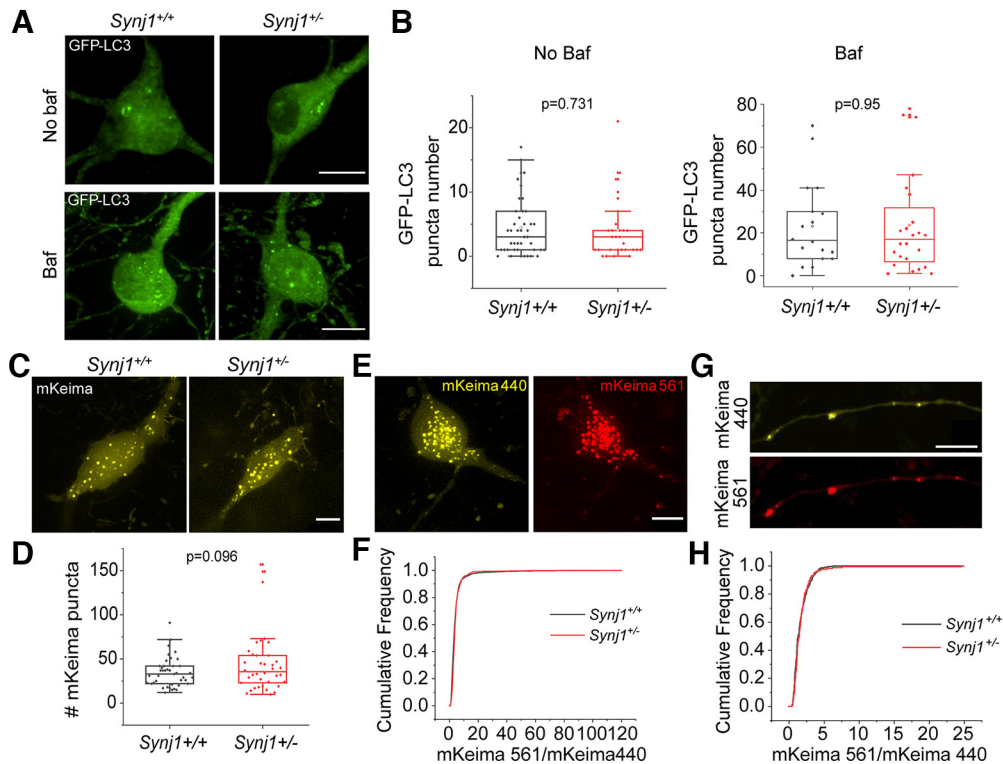 A
Synj1+/+
Synj1+/-
GFP-LC3
No baf
GFP-LC3
Baf
B
No Baf
Baf
p=0.731
p=0.95
GFP-LC3
puncta number
20
10
0
Synj1+/+
Synj1+/-
GFP-LC3
puncta number
80
60
40
20
0
Synj1+/+
Synj1+/-
C
Synj1+/+
Synj1+/-
mKeima
D
p=0.096
# mKeima puncta
150
100
50
0
Synj1+/+
Synj1+/-
E
mKeima 440
mKeima 561
F
Cumulative Frequency
1.0
0.8
0.6
0.4
0.2
0.0
Synj1+/+
Synj1+/-
0 20 40 60 80 100 120
mKeima 561/mKeima440
G
mKeima
440
mKeima
561
H
Cumulative Frequency
1.0
0.8
0.6
0.4
0.2
0.0
Synj1+/+
Synj1+/-
0 5 10 15 20 25
mKeima 561/mKeima 440